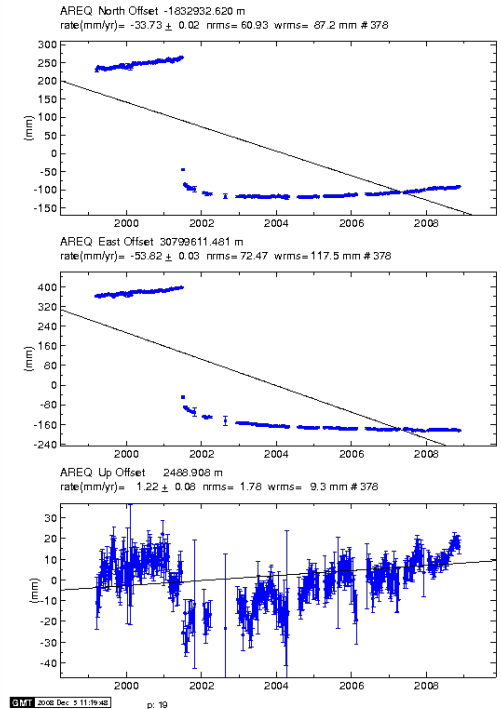 AREQ North Offset -1832932.620 m
rate(mm/yr)= -33.73 ± 0.02 nrms= 60.93 wrms= 87.2 mm # 378
300
250
200
150
100
50
0
-50
-100
-150
(mm)
2000 2002 2004 2006 2008
AREQ East Offset 30799611.481 m
rate(mm/yr)= -53.82 ± 0.03 nrms= 72.47 wrms= 117.5 mm # 378
400
320
240
160
80
0
-80
-160
-240
(mm)
2000 2002 2004 2006 2008
AREQ Up Offset 2488.908 m
rate(mm/yr)= 1.22 ± 0.08 nrms= 1.78 wrms= 9.3 mm # 378
30
20
10
0
-10
-20
-30
-40
(mm)
2000 2002 2004 2006 2008
GMT 2008 Dec 5 11:19:48 p: 19